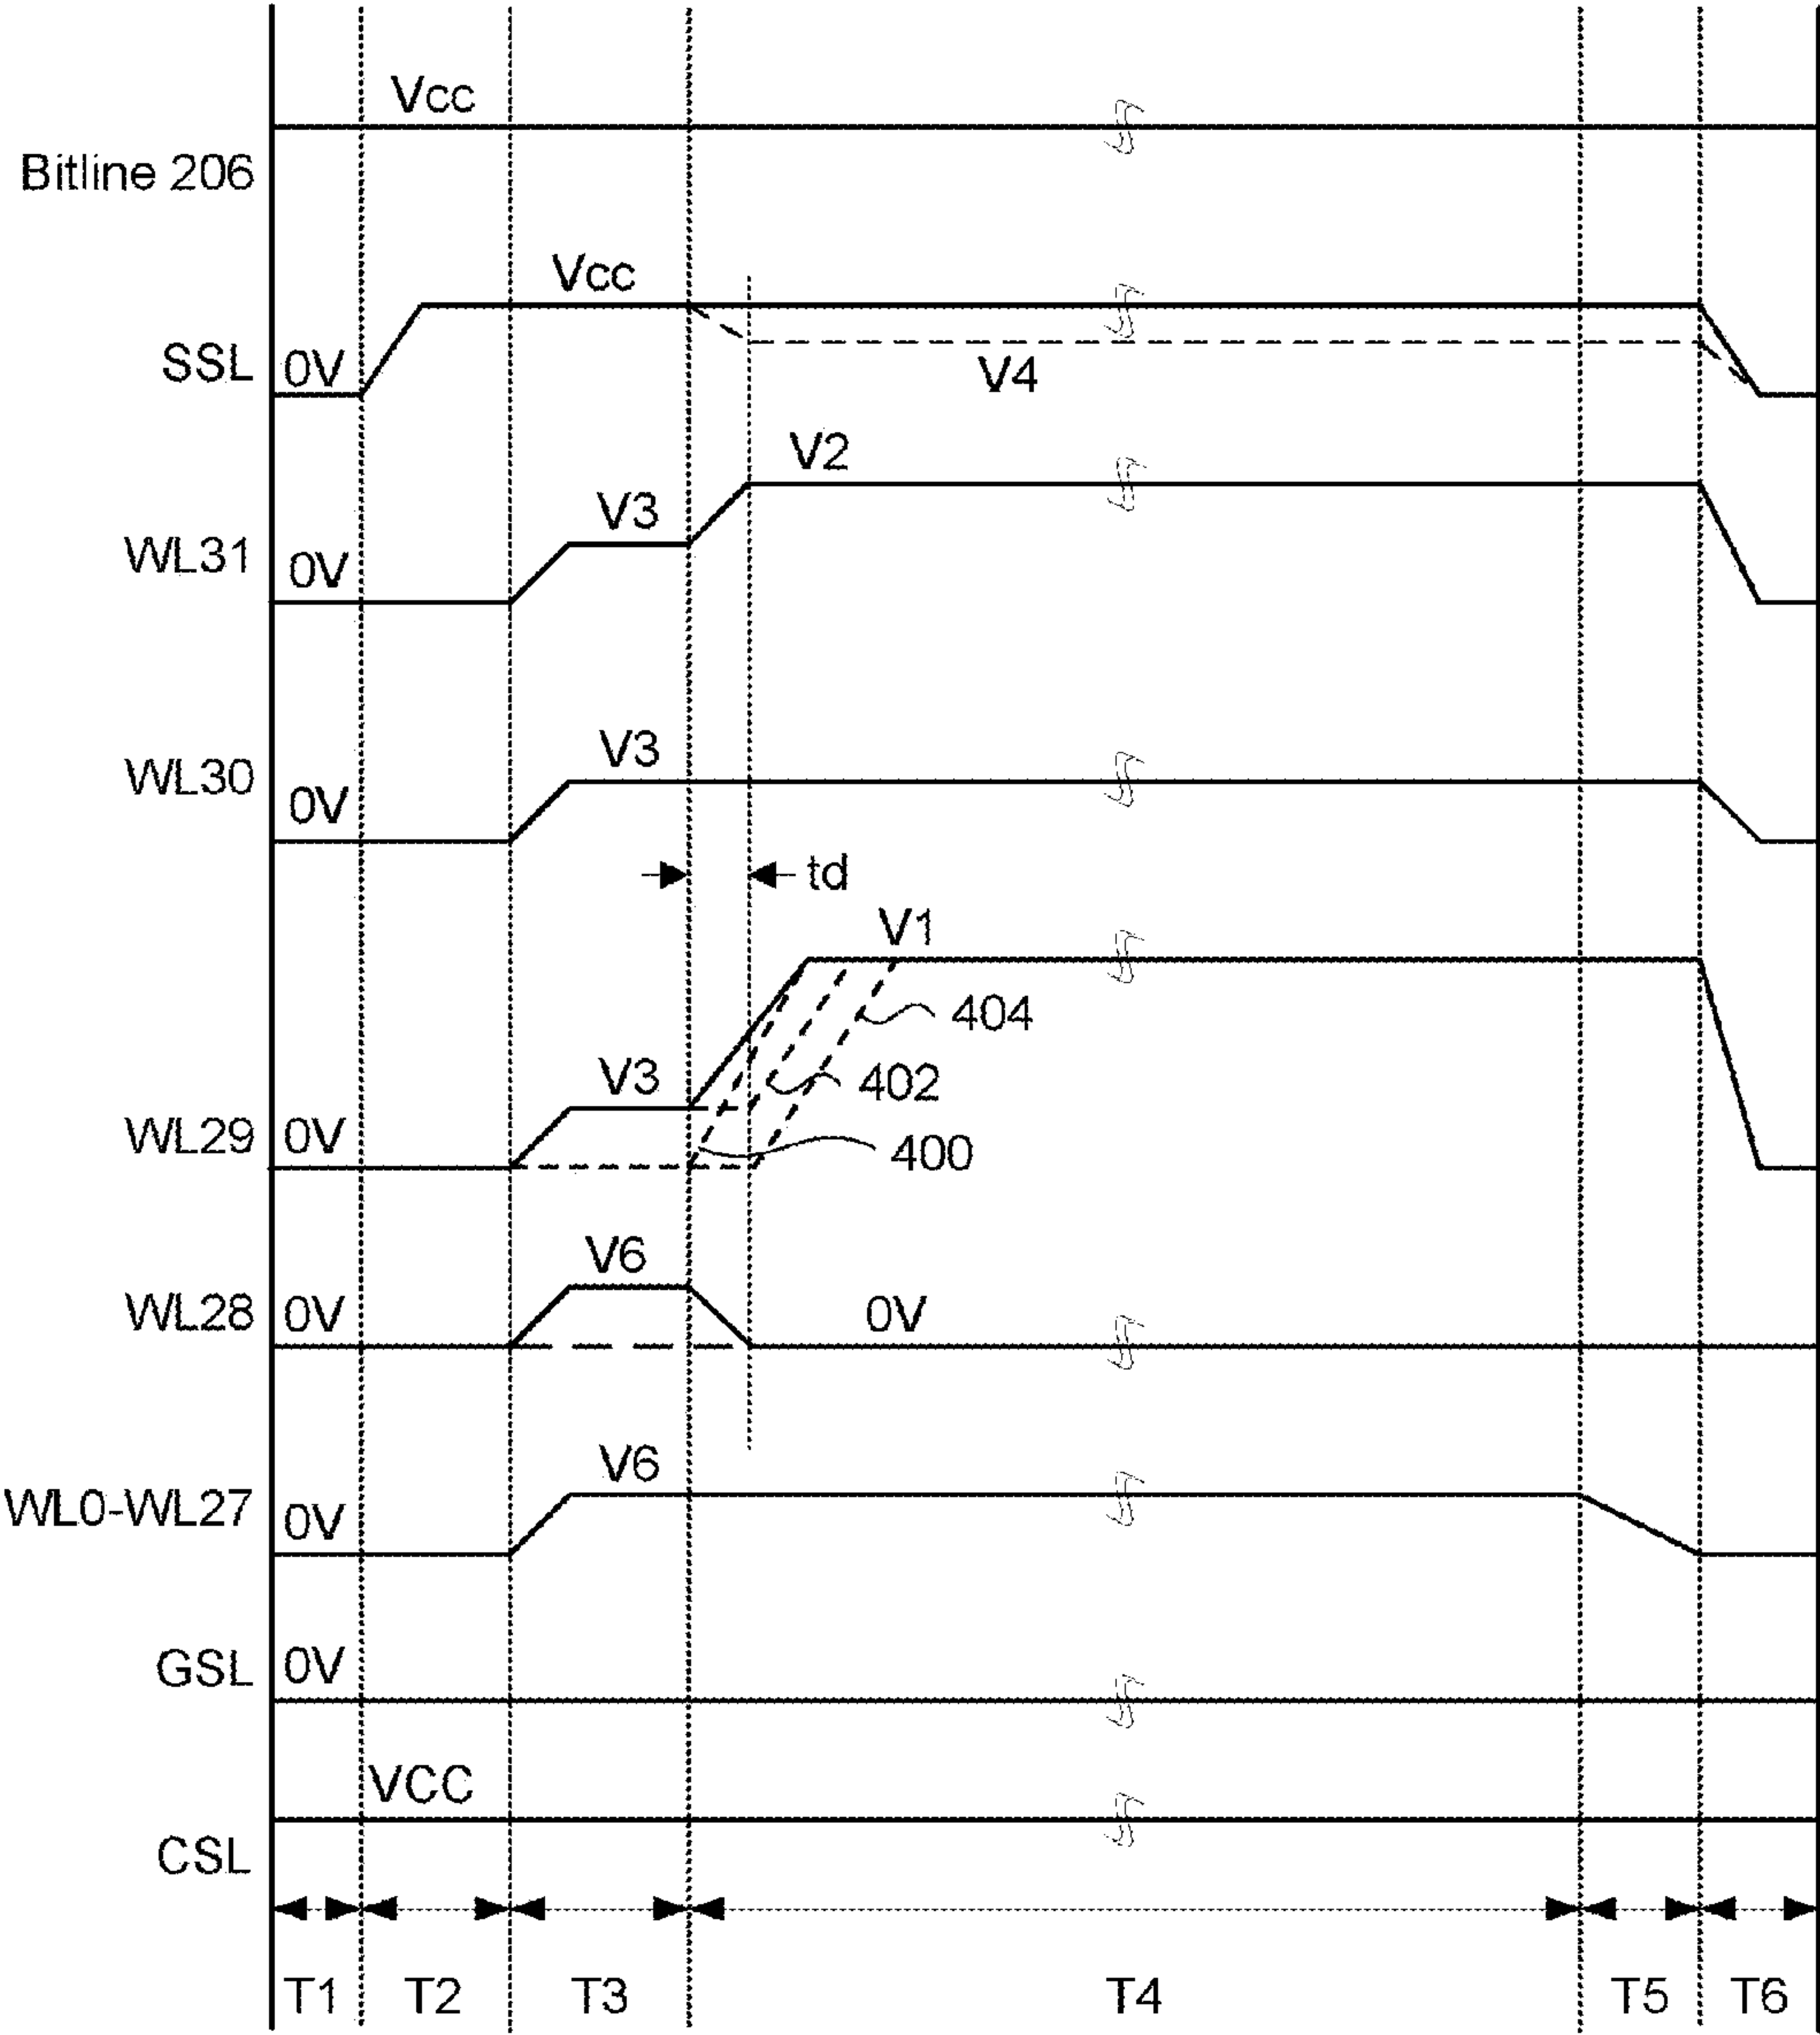 Vcc
Bitline 206
Vcc
SSL 0V
V4
V2
V3
WL31 0V
V3
WL30 0V
td
V1
404
V3
402
WL29 0V
400
V6
WL28 0V 0V
V6
WL0-WL27 0V
GSL 0V
VCC
CSL
T1 T2 T3 T4 T5 T6